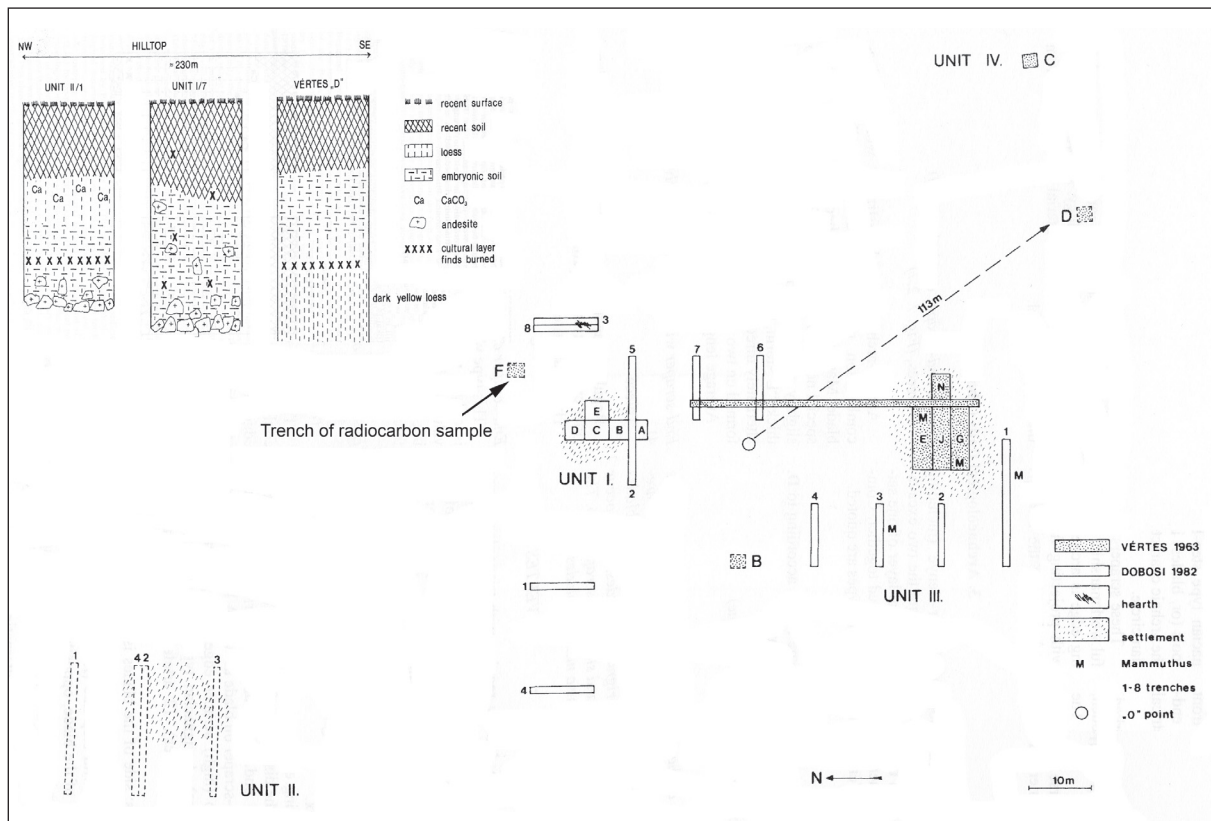 NW HILLTOP SE
≈ 230m
UNIT II/1 UNIT I/7 VÉRTES „D"
Ca Ca Ca
Ca Ca
x
x
x
x x
x x x x x x x x x
x x x x x x x x x x
dark yellow loess
recent surface
recent soil
loess
embryonic soil
Ca CaCO₃
andesite
x x x x cultural layer
finds burned
UNIT IV. C
D
113m
8 3
F
Trench of radiocarbon sample
5
E
D C B A
UNIT I.
2
7 6
N
M
E J G
M
1
M
4 3 2
M
B
UNIT III.
1
4
1 4 2 3
UNIT II.
N
VÉRTES 1963
DOBOSI 1982
hearth
settlement
M Mammuthus
1-8 trenches
„O" point
10m